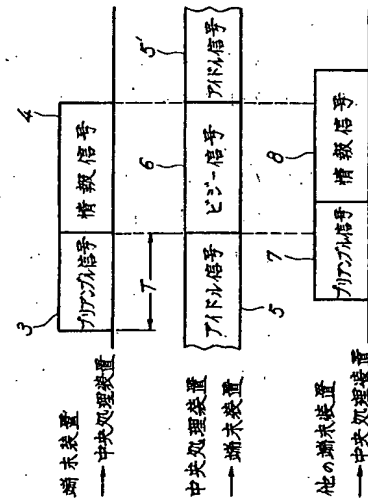 端末装置
→中央処理装置
3
プリアンブル信号
4
情報信号
T
中央処理装置
→端末装置
アイドル信号
5
6
ビジー信号
アイドル信号
5'
他の端末装置
→中央処理装置
7
プリアンブル信号
8
情報信号